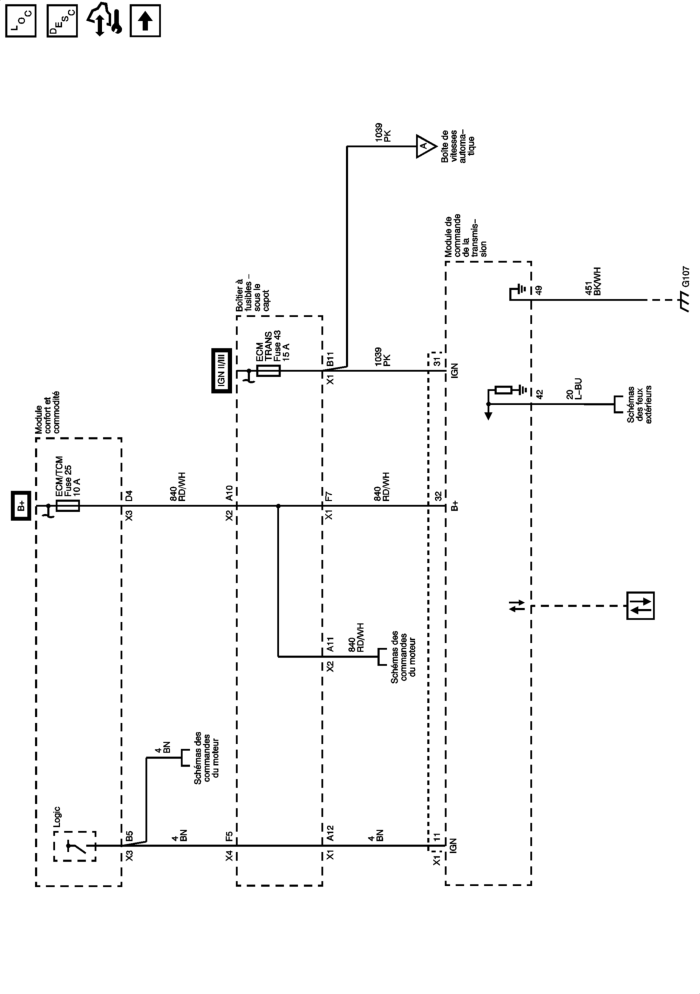 LOC
DESC
B+
IGN II/III
Module
confort et
commodité
Boîtier à
fusibles –
sous le
capot
Module de
commande
de la
transmis–
sion
Logic
ECM/TCM
Fuse 25
10 A
ECM
TRANS
Fuse 43
15 A
X3
B5
X3
D4
4
BN
Schémas des
commandes
du moteur
4
BN
840
RD/WH
X4
F5
X2
A10
X2
A11
840
RD/WH
Schémas des
commandes
du moteur
X1
A12
X1
F7
X1
B11
4
BN
840
RD/WH
1039
PK
1039
PK
A
Boîte de
vitesses
automa–
tique
X1
11
32
31
IGN
B+
IGN
42
49
20
L–BU
451
BK/WH
Schémas
des feux
extérieurs
G107